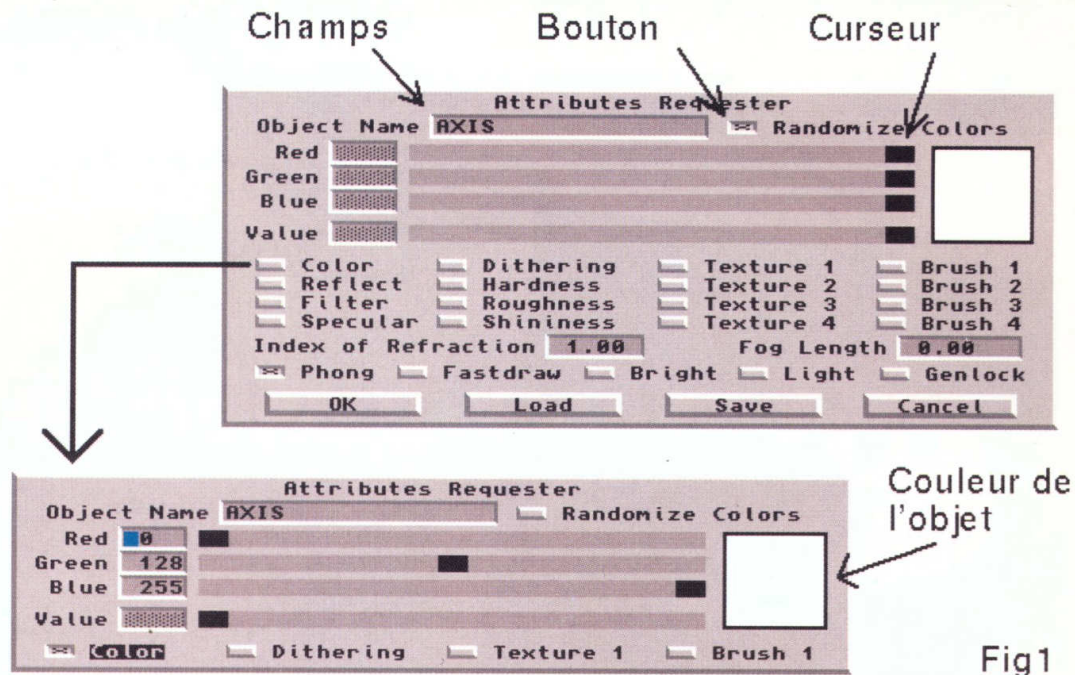 Champs Bouton Curseur
Attributes Requester
Object Name AXIS Randomize Colors
Red
Green
Blue
Value
Color Dithering Texture 1 Brush 1
Reflect Hardness Texture 2 Brush 2
Filter Roughness Texture 3 Brush 3
Specular Shininess Texture 4 Brush 4
Index of Refraction 1.00 Fog Length 0.00
Phong Fastdraw Bright Light Genlock
OK Load Save Cancel
Attributes Requester
Object Name AXIS Randomize Colors
Red 0
Green 128
Blue 255
Value
Color Dithering Texture 1 Brush 1
Couleur de
l'objet
Fig1